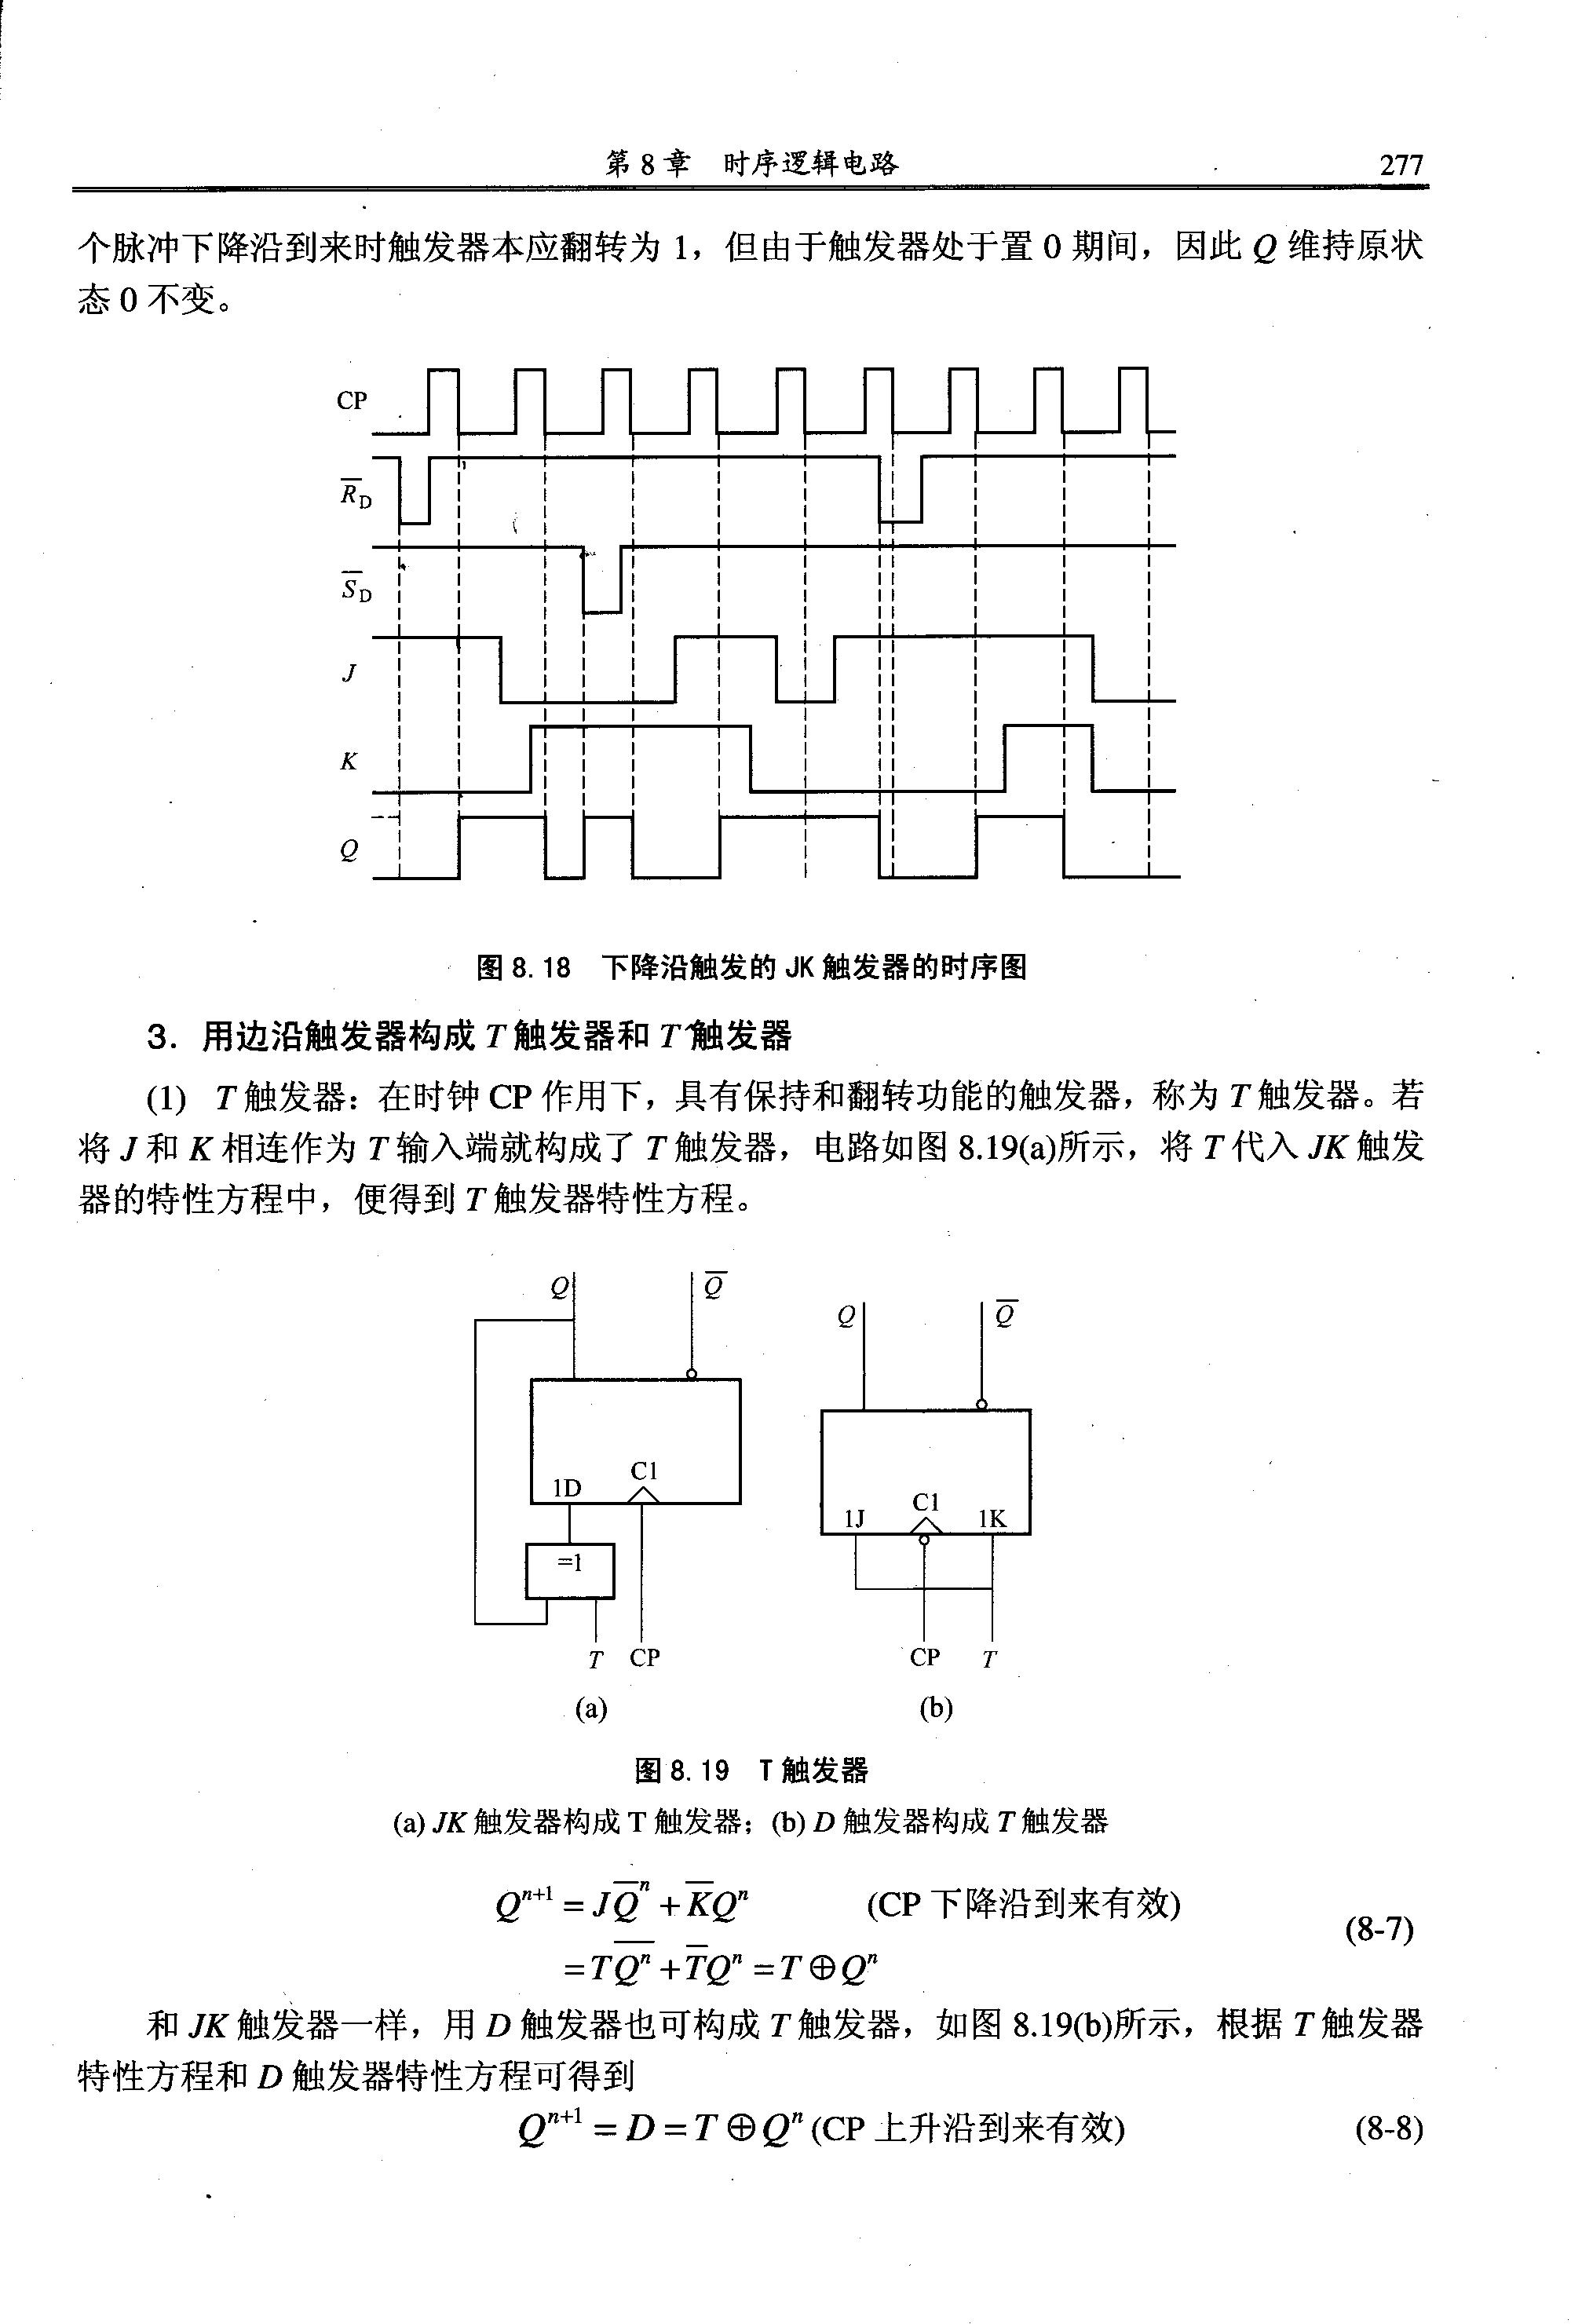 第 8 章 时序逻辑电路 277
个脉冲下降沿到来时触发器本应翻转为 1，但由于触发器处于置 0 期间，因此 Q 维持原状
态 0 不变。
CP
R̅D
S̅D
J
K
Q
图 8.18 下降沿触发的 JK 触发器的时序图
3. 用边沿触发器构成 T 触发器和 T′触发器
(1) T 触发器：在时钟 CP 作用下，具有保持和翻转功能的触发器，称为 T 触发器。若
将 J 和 K 相连作为 T 输入端就构成了 T 触发器，电路如图 8.19(a)所示，将 T 代入 JK 触发
器的特性方程中，便得到 T 触发器特性方程。
Q Q̅
Q Q̅
1D C1
1J C1 1K
=1
T CP
CP T
(a) (b)
图 8.19 T 触发器
(a) JK 触发器构成 T 触发器；(b) D 触发器构成 T 触发器
Qⁿ⁺¹ = JQ̅ⁿ + K̅Qⁿ (CP 下降沿到来有效)
(8-7)
= TQ̅ⁿ + T̅Qⁿ = T⊕Qⁿ
和 JK 触发器一样，用 D 触发器也可构成 T 触发器，如图 8.19(b)所示，根据 T 触发器
特性方程和 D 触发器特性方程可得到
Qⁿ⁺¹ = D = T⊕Qⁿ (CP 上升沿到来有效) (8-8)